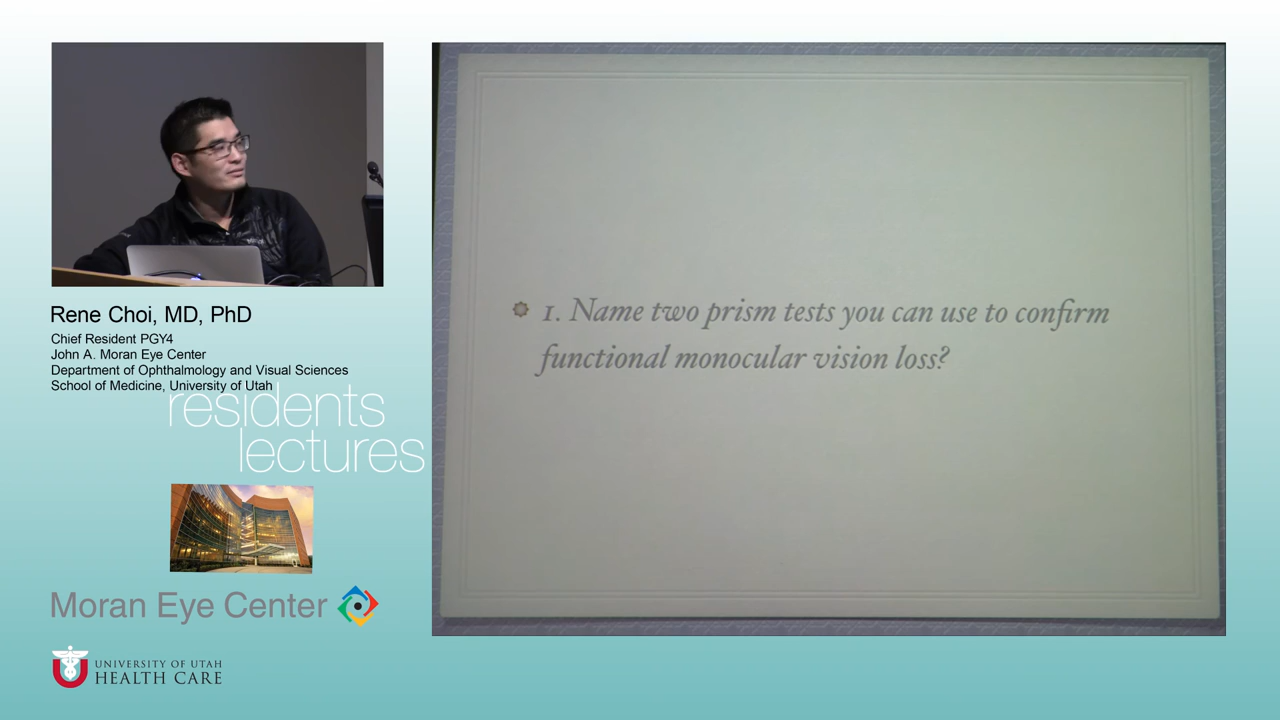 Rene Choi, MD, PhD
Chief Resident PGY4
John A. Moran Eye Center
Department of Ophthalmology and Visual Sciences
School of Medicine, University of Utah
residents
lectures
Moran Eye Center
UNIVERSITY OF UTAH
HEALTH CARE
1. Name two prism tests you can use to confirm
functional monocular vision loss?